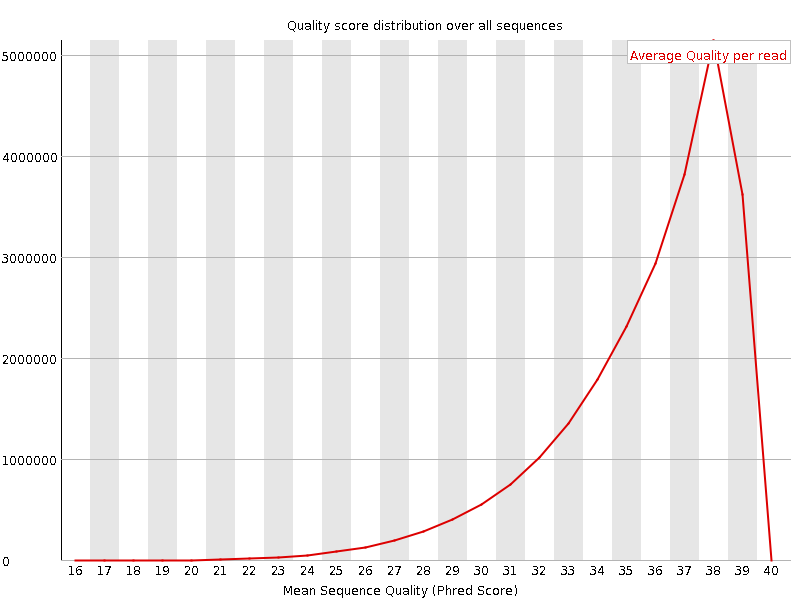 Quality score distribution over all sequences
Average Quality per read
5000000
4000000
3000000
2000000
1000000
0
16 17 18 19 20 21 22 23 24 25 26 27 28 29 30 31 32 33 34 35 36 37 38 39 40
Mean Sequence Quality (Phred Score)